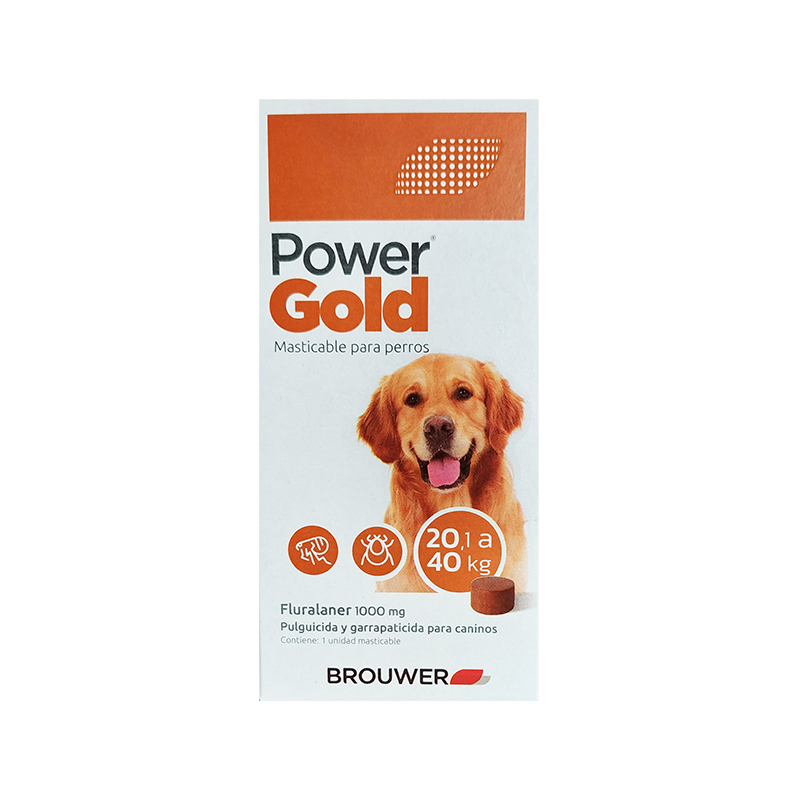 Power®
Gold
Masticable para perros
20,1 a
40 kg
Fluralaner 1000 mg
Pulguicida y garrapaticida para caninos
Contiene: 1 unidad masticable
BROUWER